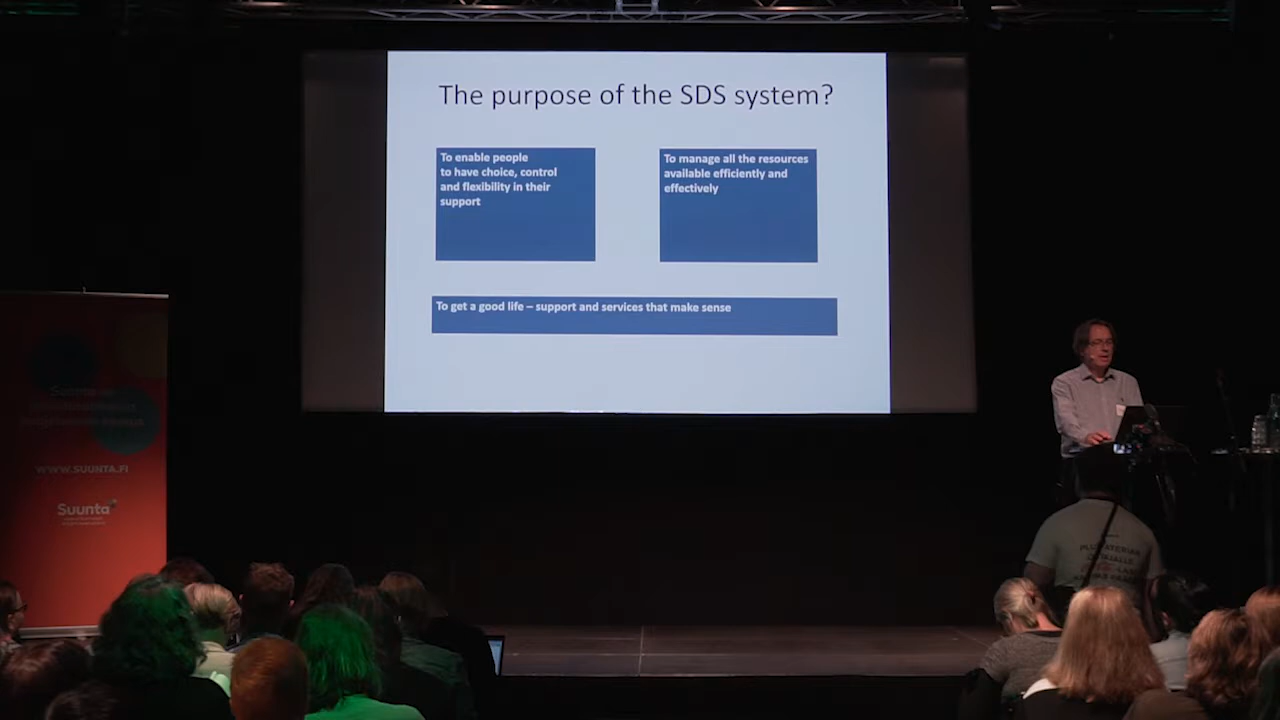 The purpose of the SDS system?
To enable people
to have choice, control
and flexibility in their
support
To manage all the resources
available efficiently and
effectively
To get a good life – support and services that make sense
WWW.SUUNTA.FI
Suunta